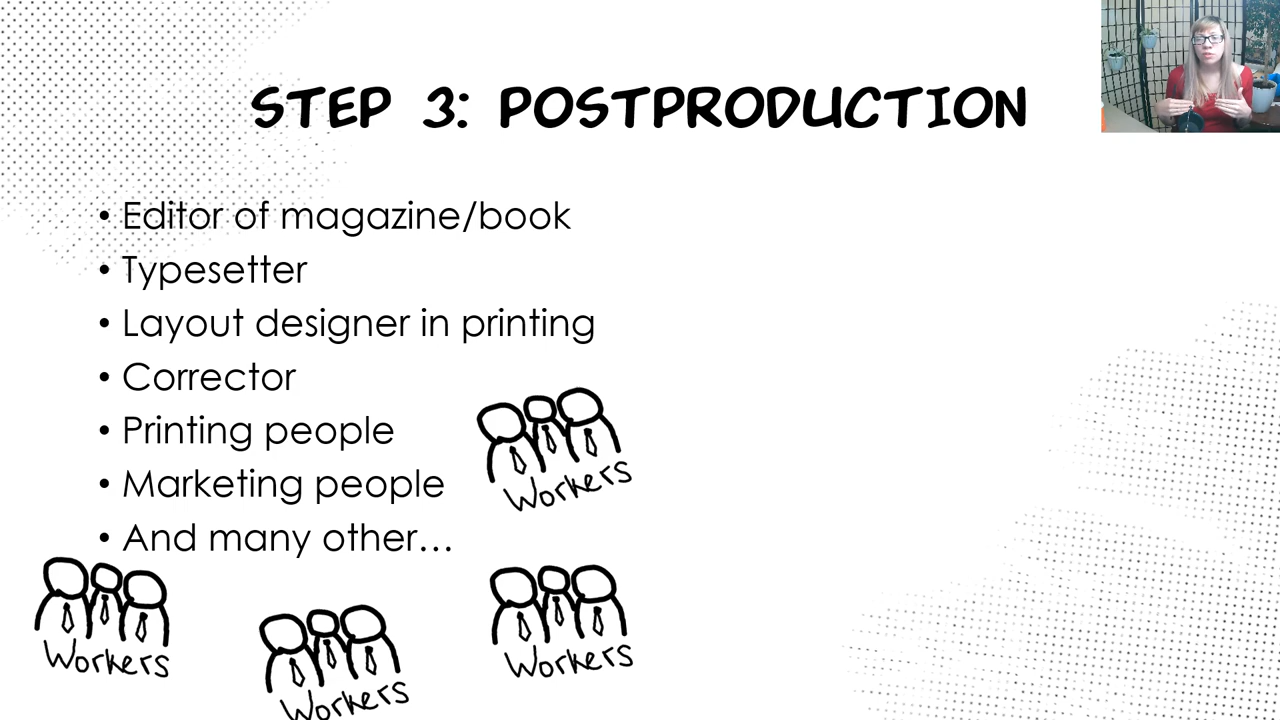 STEP 3: POSTPRODUCTION
• Editor of magazine/book
• Typesetter
• Layout designer in printing
• Corrector
• Printing people
• Marketing people
• And many other...
Workers
Workers
Workers
Workers